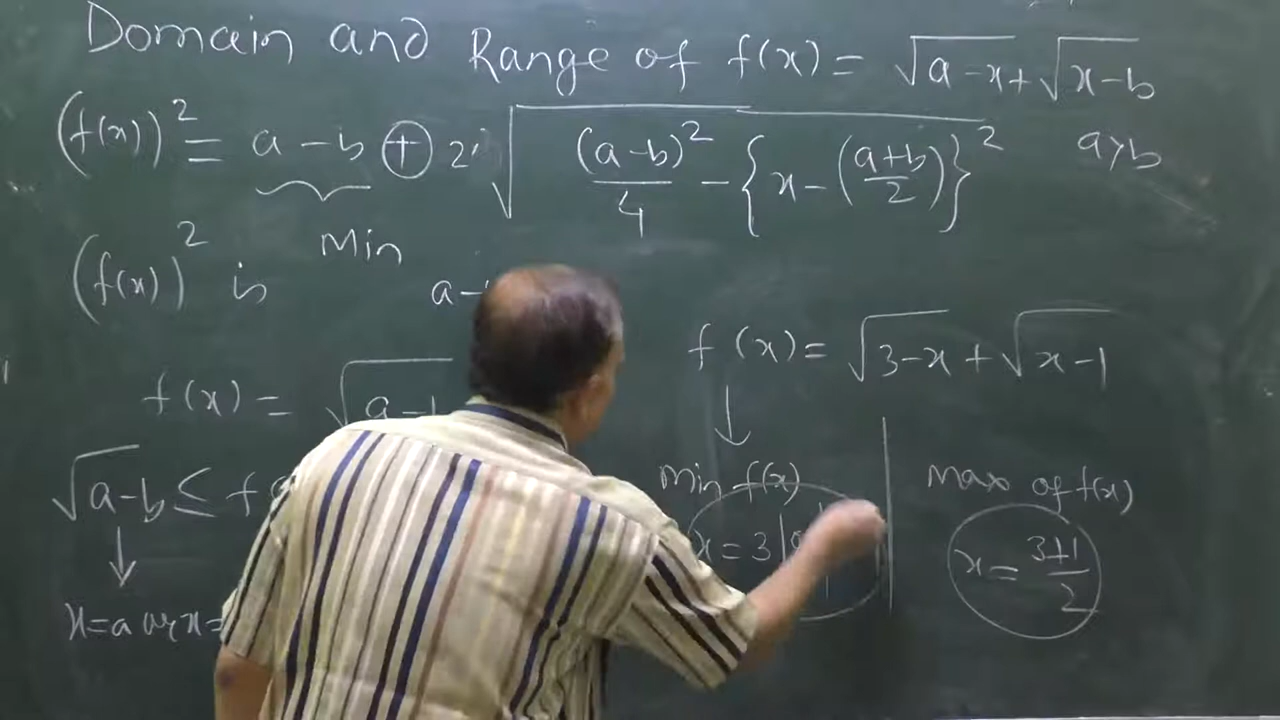 Domain and Range of f(x) = √(a-x) + √(x-b)
(f(x))² = a - b ⊕ 2 √((a-b)²/4 - {x - ((a+b)/2)}²) a>b
(f(x))² is Min a-
f(x) = √(3-x) + √(x-1)
f(x) = √a -
√(a-b) ≤ f
Min f(x) Max of f(x)
x = 3 x = (3+1)/2
x=a or x=